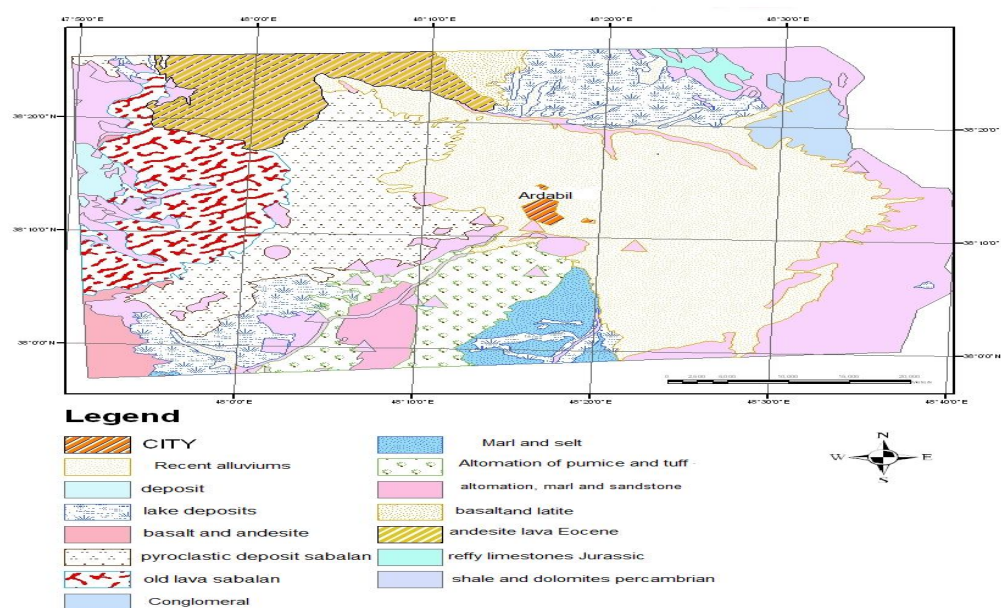 47°50'0"E 48°0'0"E 48°10'0"E 48°20'0"E 48°30'0"E
38°20'0"N 38°20'0"N
Ardabil
38°10'0"N 38°10'0"N
38°0'0"N 38°0'0"N
48°0'0"E 48°10'0"E 48°20'0"E 48°30'0"E 48°40'0"E
Legend
CITY
Recent alluviums
deposit
lake deposits
basalt and andesite
pyroclastic deposit sabalan
old lava sabalan
Conglomeral
Marl and selt
Altomation of pumice and tuff
altomation, marl and sandstone
basaltand latite
andesite lava Eocene
reffy limestones Jurassic
shale and dolomites percambrian
N
W E
S